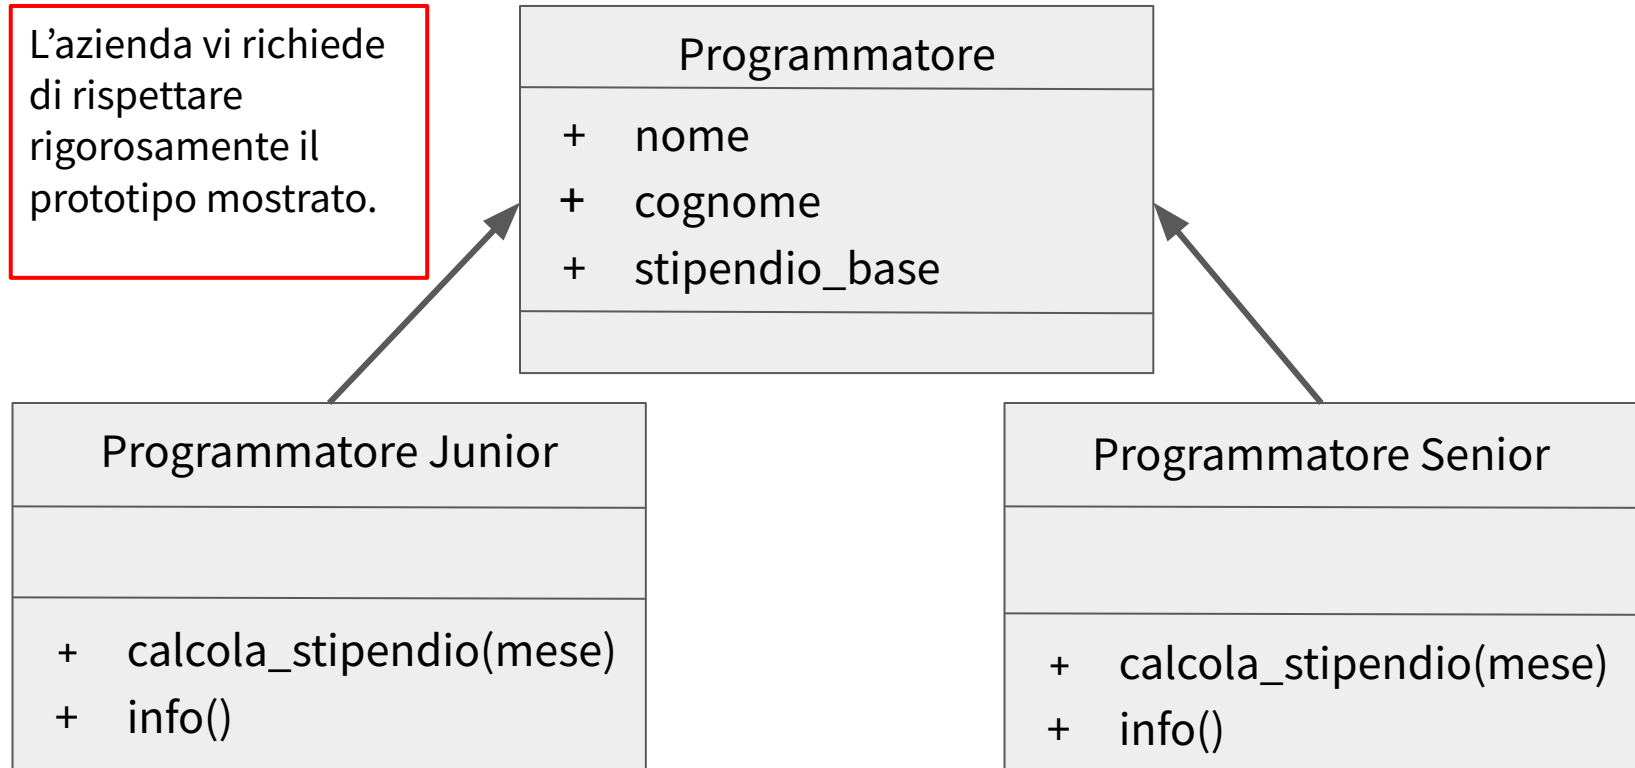 L’azienda vi richiede
di rispettare
rigorosamente il
prototipo mostrato.
Programmatore
+ nome
+ cognome
+ stipendio_base
Programmatore Junior
+ calcola_stipendio(mese)
+ info()
Programmatore Senior
+ calcola_stipendio(mese)
+ info()